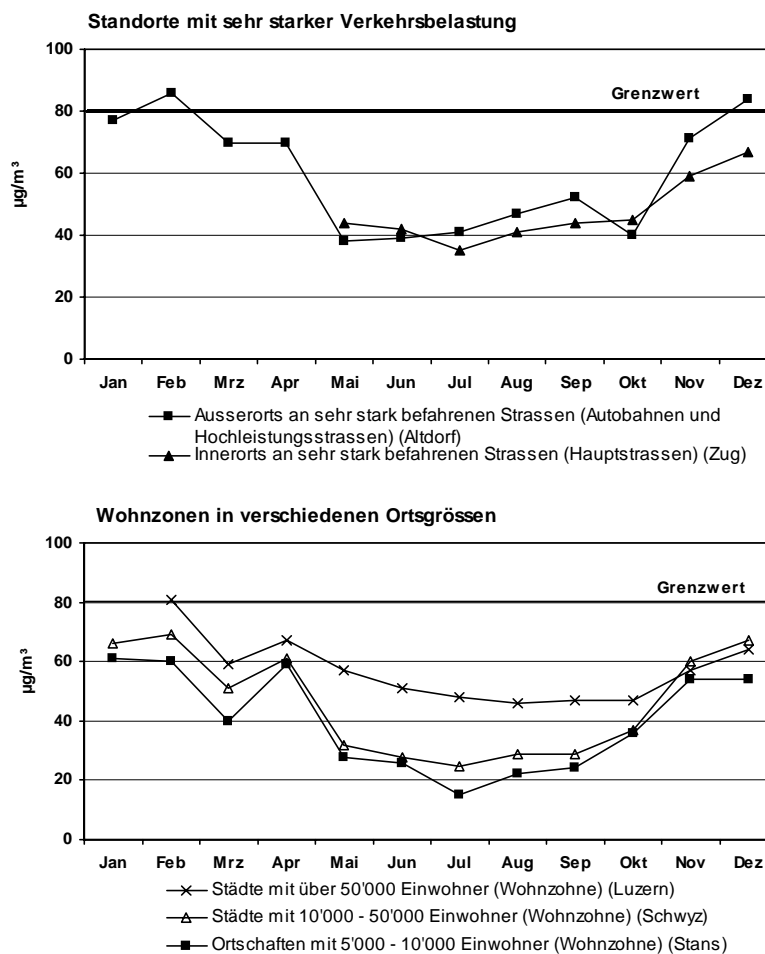 Standorte mit sehr starker Verkehrsbelastung
100
80
60
40
20
0
µg/m³
Grenzwert
Jan Feb Mrz Apr Mai Jun Jul Aug Sep Okt Nov Dez
Ausserorts an sehr stark befahrenen Strassen (Autobahnen und
Hochleistungsstrassen) (Altdorf)
Innerorts an sehr stark befahrenen Strassen (Hauptstrassen) (Zug)
Wohnzonen in verschiedenen Ortsgrössen
100
80
60
40
20
0
µg/m³
Grenzwert
Jan Feb Mrz Apr Mai Jun Jul Aug Sep Okt Nov Dez
Städte mit über 50'000 Einwohner (Wohnzohne) (Luzern)
Städte mit 10'000 - 50'000 Einwohner (Wohnzohne) (Schwyz)
Ortschaften mit 5'000 - 10'000 Einwohner (Wohnzohne) (Stans)